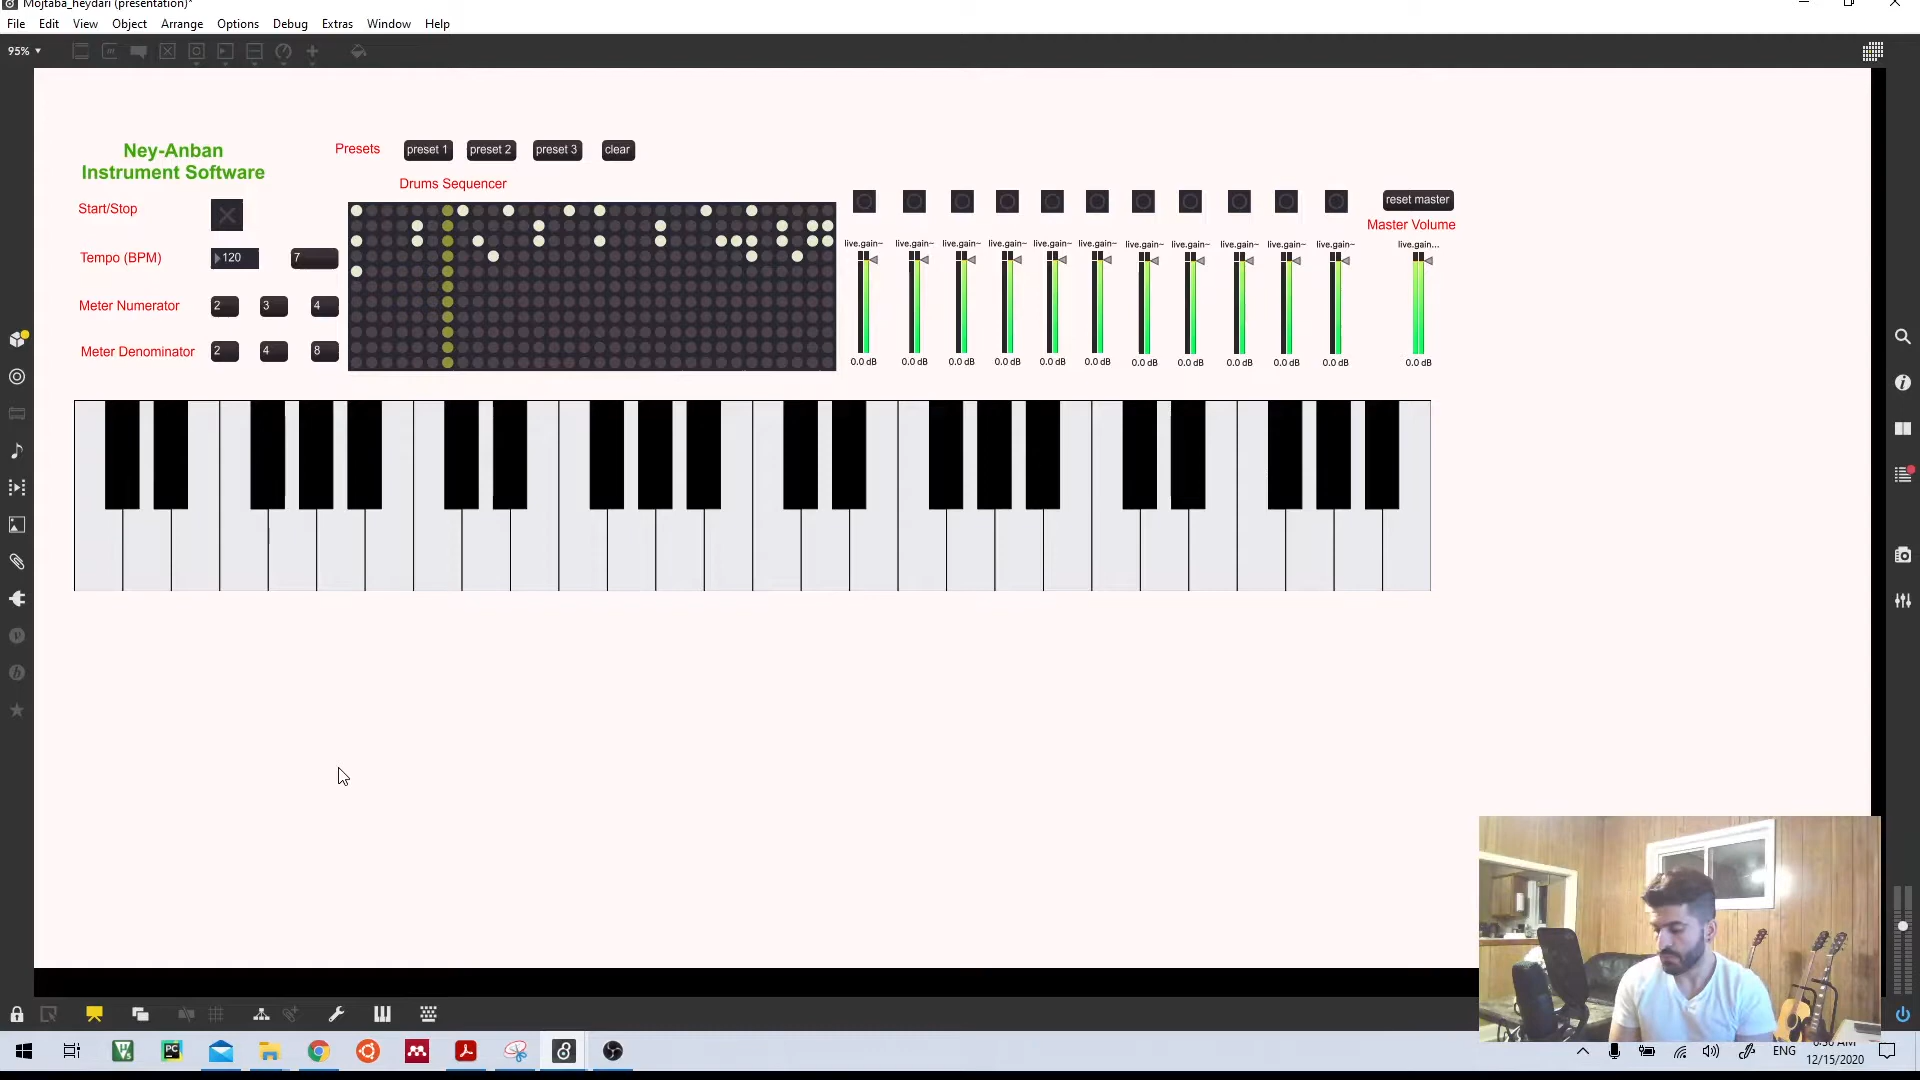 Mojtaba_heydari (presentation)*
File Edit View Object Arrange Options Debug Extras Window Help
95%
Ney-Anban
Instrument Software
Presets preset 1 preset 2 preset 3 clear
Drums Sequencer
Start/Stop
reset master
Master Volume
live.gain~ live.gain~ live.gain~ live.gain~ live.gain~ live.gain~ live.gain~ live.gain~ live.gain~ live.gain~ live.gain~ live.gain...
Tempo (BPM) 120 7
Meter Numerator 2 3 4
Meter Denominator 2 4 8
0.0 dB 0.0 dB 0.0 dB 0.0 dB 0.0 dB 0.0 dB 0.0 dB 0.0 dB 0.0 dB 0.0 dB 0.0 dB 0.0 dB
PC
ENG
12/15/2020